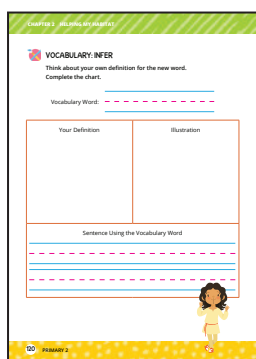 CHAPTER 2 HELPING MY HABITAT
VOCABULARY: INFER
Think about your own definition for the new word.
Complete the chart.
Vocabulary Word:
Your Definition
Illustration
Sentence Using the Vocabulary Word
120 PRIMARY 2